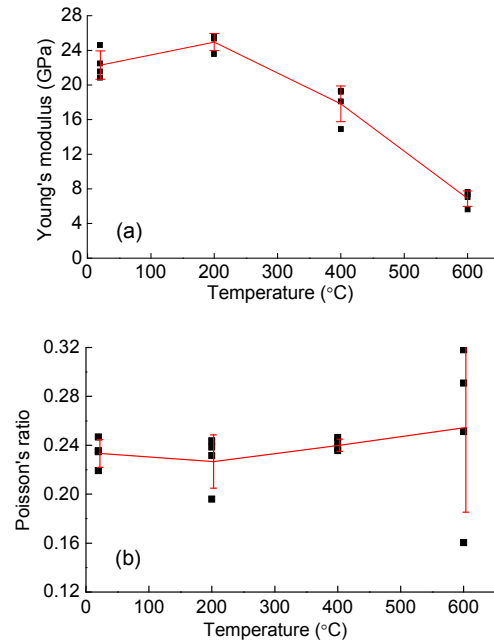 28
24
20
16
12
8
4
0
Young's modulus (GPa)
(a)
0 100 200 300 400 500 600
Temperature (°C)
0.32
0.28
0.24
0.20
0.16
0.12
Poisson's ratio
(b)
0 100 200 300 400 500 600
Temperature (°C)